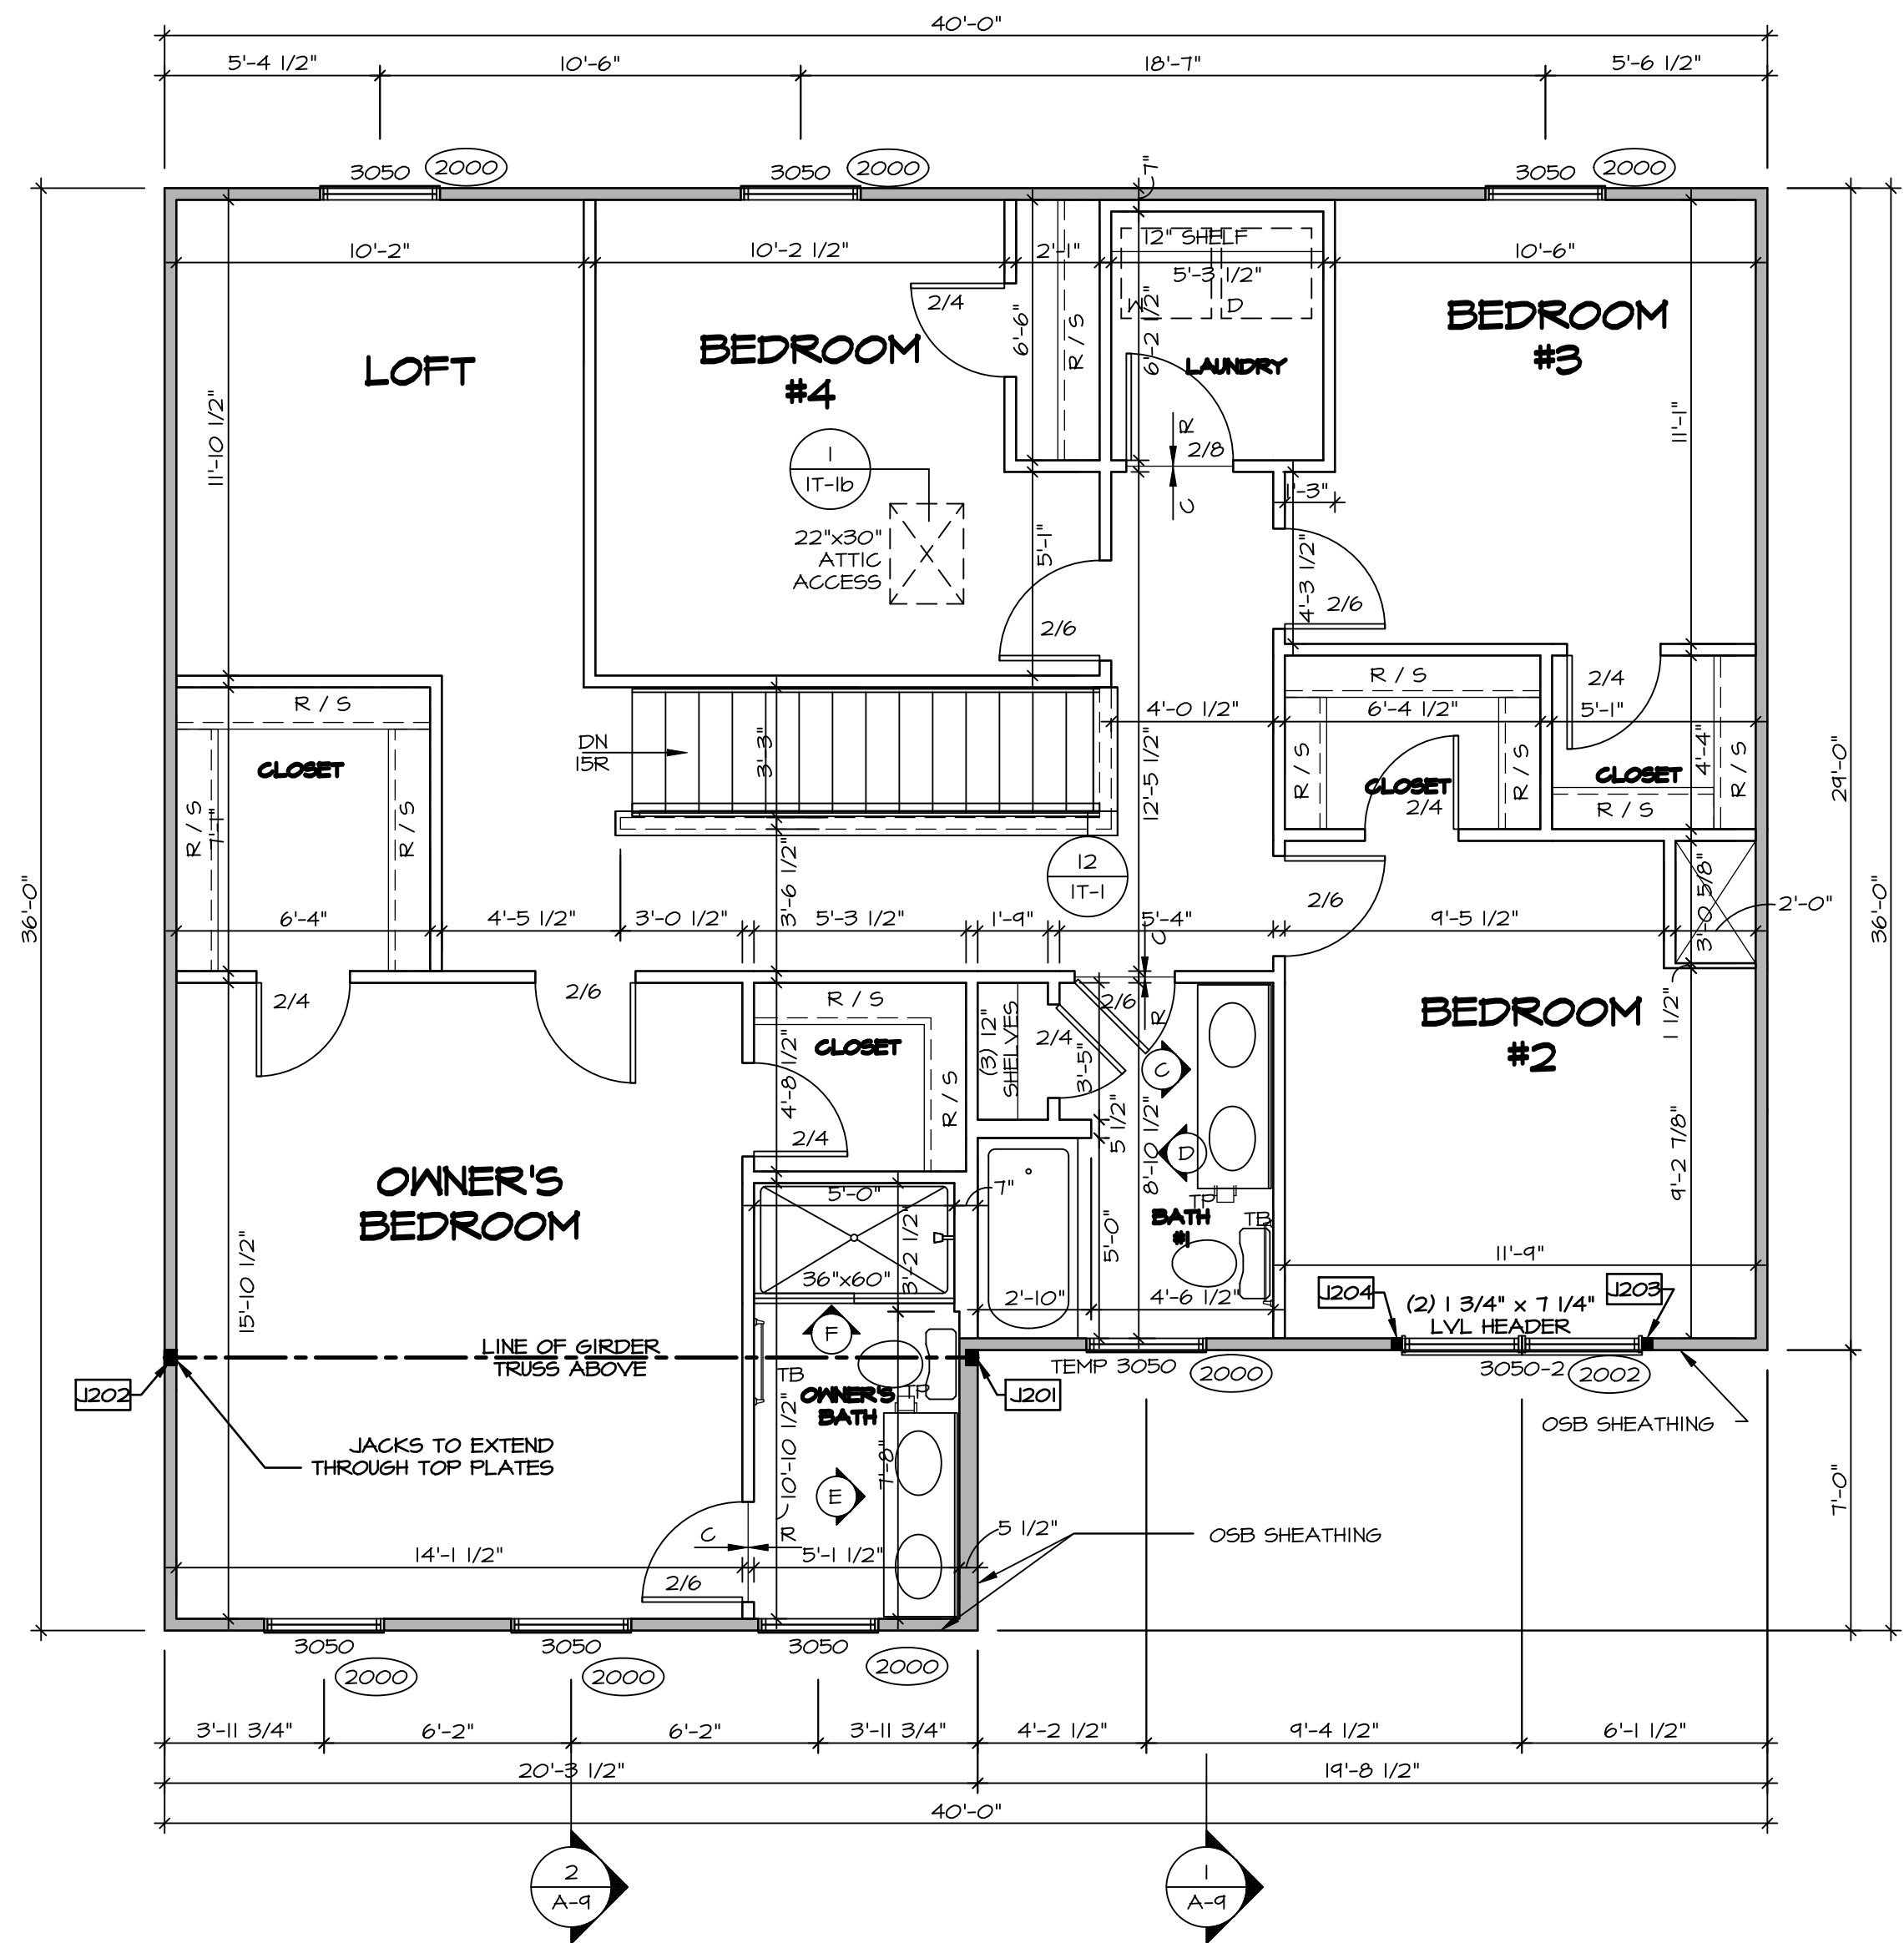 40'-0"
5'-4 1/2" 10'-6" 18'-7" 5'-6 1/2"
3050 2000 3050 2000 3050 2000
7"
12" SHELF
10'-2" 10'-2 1/2" 2'-1" 5'-3 1/2" 10'-6"
2/4 W D
6'-6" R / S 6'-2 1/2"
LOFT
BEDROOM
#4
LAUNDRY
BEDROOM
#3
11'-10 1/2" 11'-1"
R
2/8
C
1
1T-1b
1'-3"
22"x30"
ATTIC
ACCESS
X
5'-1" 4'-3 1/2"
2/6 2/6
R / S R / S 2/4
4'-0 1/2" 6'-4 1/2" 5'-1"
DN
15R
3'-3" 12'-5 1/2" 4'-4"
CLOSET CLOSET CLOSET
R / S 7'-1" R / S R / S 2/4 R / S R / S R / S
29'-0"
12
1T-1
36'-0" 36'-0"
3'-6 1/2" 2/6 3'-0 5/8" 2'-0"
6'-4" 4'-5 1/2" 3'-0 1/2" 5'-3 1/2" 1'-9" 5'-4" 9'-5 1/2"
C
2/4 2/6 R / S 2/6 R
1 1/2"
(3) 12"
SHELVES
2/4 3'-5"
CLOSET
4'-8 1/2" R / S
BEDROOM
#2
C
2/4
5 1/2" 8'-10 1/2" D 9'-2 7/8"
OWNER'S
BEDROOM
5'-0" 7"
TP TB
BATH
#1
15'-10 1/2" 3'-2 1/2" 5'-0" 11'-9"
36"x60"
2'-10" 4'-6 1/2"
J204 J203
(2) 1 3/4" x 7 1/4"
LVL HEADER
F
LINE OF GIRDER
TRUSS ABOVE
TB
TEMP 3050 2000 3050-2 2002
J202 J201
OWNER'S
BATH
TP
OSB SHEATHING
JACKS TO EXTEND
THROUGH TOP PLATES
10'-10 1/2" 7'-8" 7'-0"
E
C R 5 1/2" OSB SHEATHING
14'-1 1/2" 5'-1 1/2"
2/6
3050 3050 3050
2000 2000 2000
3'-11 3/4" 6'-2" 6'-2" 3'-11 3/4" 4'-2 1/2" 9'-4 1/2" 6'-1 1/2"
20'-3 1/2" 19'-8 1/2"
40'-0"
2
A-9
1
A-9